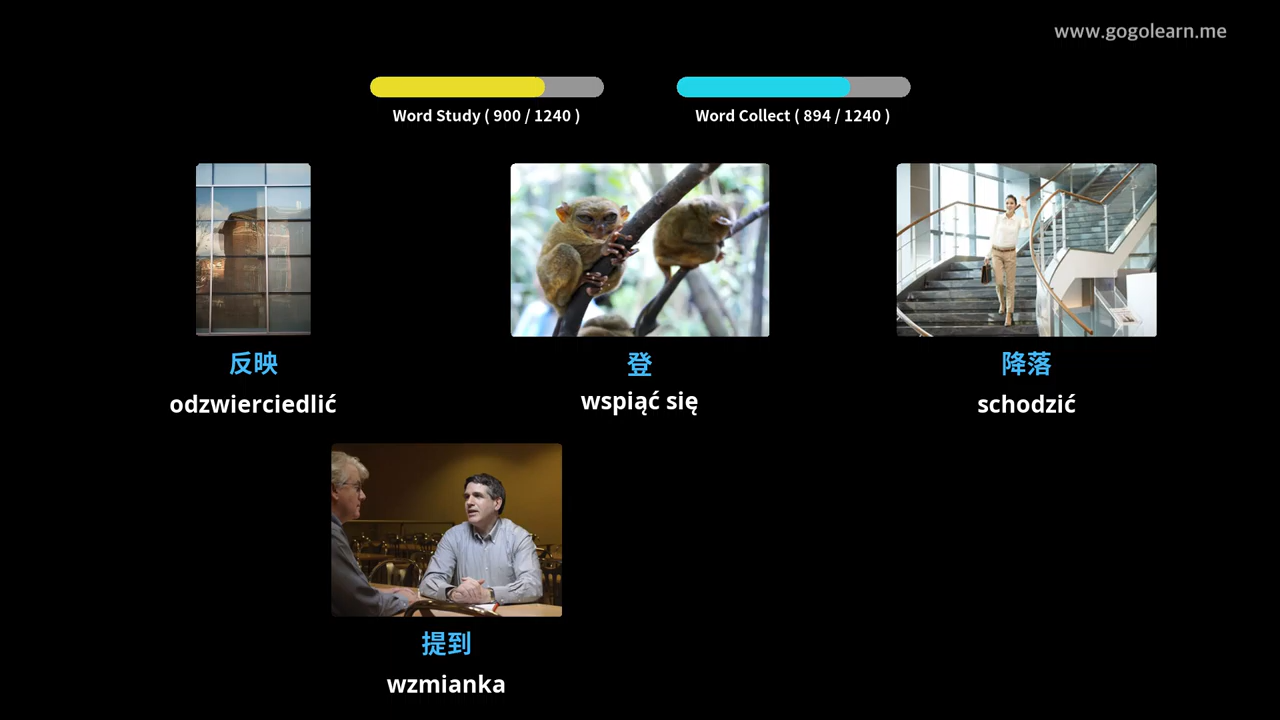 www.gogolearn.me
Word Study ( 900 / 1240 )
Word Collect ( 894 / 1240 )
反映
odzwierciedlić
登
wspiąć się
降落
schodzić
提到
wzmianka